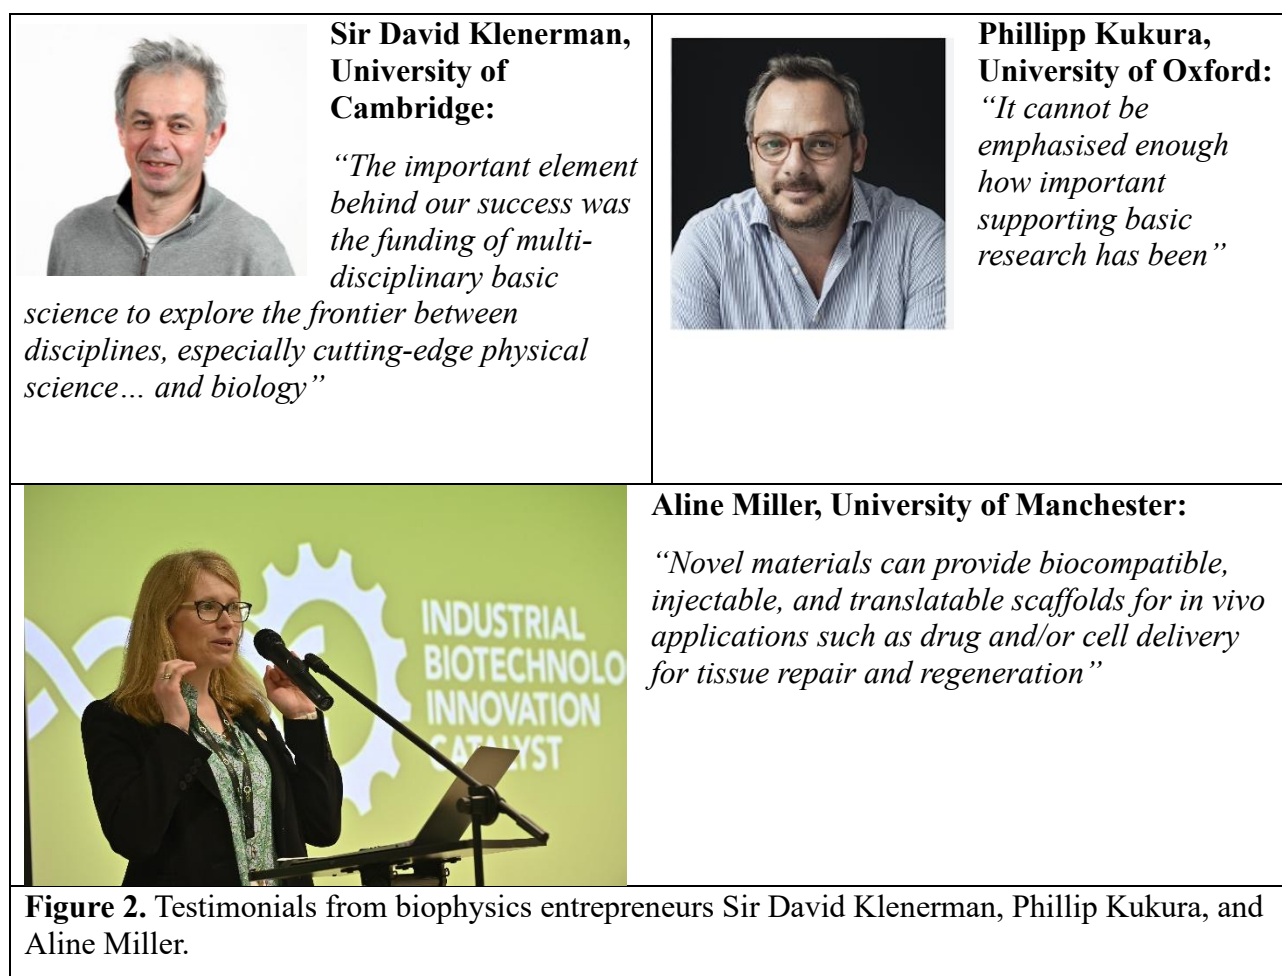 Sir David Klenerman,
University of
Cambridge:
“The important element
behind our success was
the funding of multi-
disciplinary basic
science to explore the frontier between
disciplines, especially cutting-edge physical
science… and biology”
Phillipp Kukura,
University of Oxford:
“It cannot be
emphasised enough
how important
supporting basic
research has been”
INDUSTRIAL
BIOTECHNOLO
INNOVATION
CATALYST
Aline Miller, University of Manchester:
“Novel materials can provide biocompatible,
injectable, and translatable scaffolds for in vivo
applications such as drug and/or cell delivery
for tissue repair and regeneration”
Figure 2. Testimonials from biophysics entrepreneurs Sir David Klenerman, Phillip Kukura, and
Aline Miller.